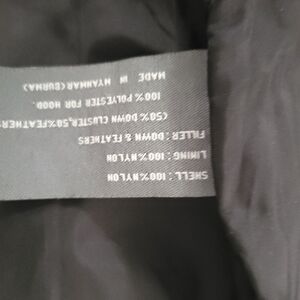 SHELL : 100%NYLON
LINING : 100%NYLON
FILLER : DOWN & FEATHERS
(50% DOWN CLUSTER,50%FEATHERS
100% POLYESTER FOR HOOD.
MADE IN MYANMAR(BURMA)